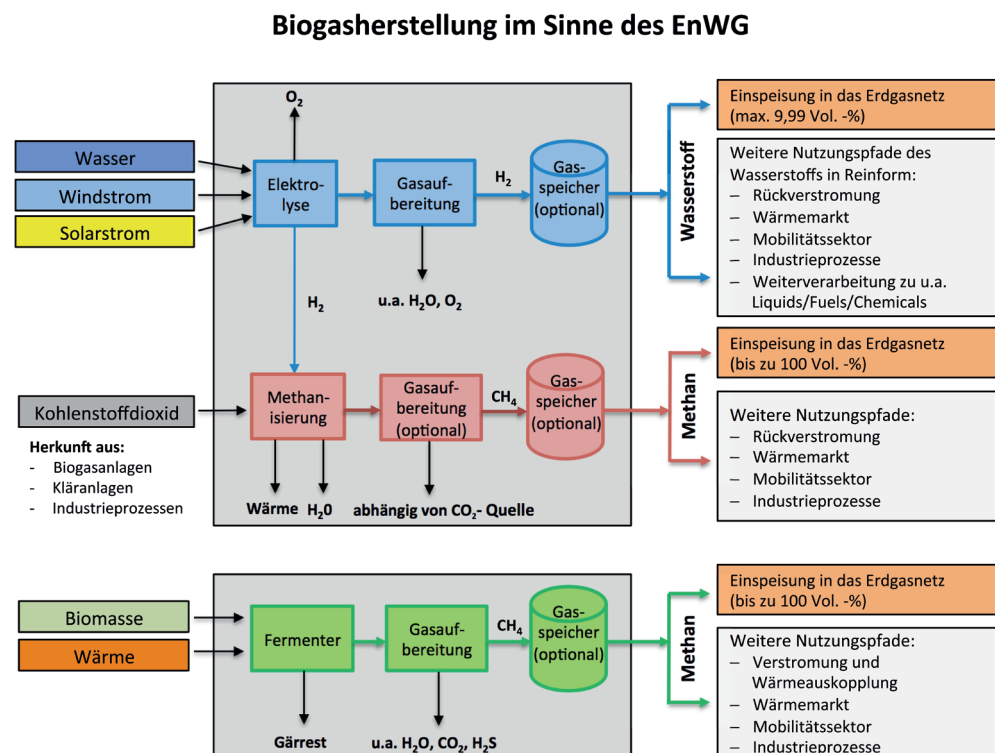 Biogasherstellung im Sinne des EnWG
O₂
Wasser
Windstrom
Solarstrom
Elektro-
lyse
Gasauf-
bereitung
H₂
Gas-
speicher
(optional)
u.a. H₂O, O₂
H₂
Wasserstoff
Einspeisung in das Erdgasnetz
(max. 9,99 Vol. -%)
Weitere Nutzungspfade des
Wasserstoffs in Reinform:
– Rückverstromung
– Wärmemarkt
– Mobilitätssektor
– Industrieprozesse
– Weiterverarbeitung zu u.a.
Liquids/Fuels/Chemicals
Kohlenstoffdioxid
Herkunft aus:
- Biogasanlagen
- Kläranlagen
- Industrieprozessen
Methan-
isierung
Gasauf-
bereitung
(optional)
CH₄
Gas-
speicher
(optional)
Wärme
H₂0
abhängig von CO₂- Quelle
Methan
Einspeisung in das Erdgasnetz
(bis zu 100 Vol. -%)
Weitere Nutzungspfade:
– Rückverstromung
– Wärmemarkt
– Mobilitätssektor
– Industrieprozesse
Biomasse
Wärme
Fermenter
Gasauf-
bereitung
CH₄
Gas-
speicher
(optional)
Gärrest
u.a. H₂O, CO₂, H₂S
Methan
Einspeisung in das Erdgasnetz
(bis zu 100 Vol. -%)
Weitere Nutzungspfade:
– Verstromung und
Wärmeauskopplung
– Wärmemarkt
– Mobilitätssektor
– Industrieprozesse